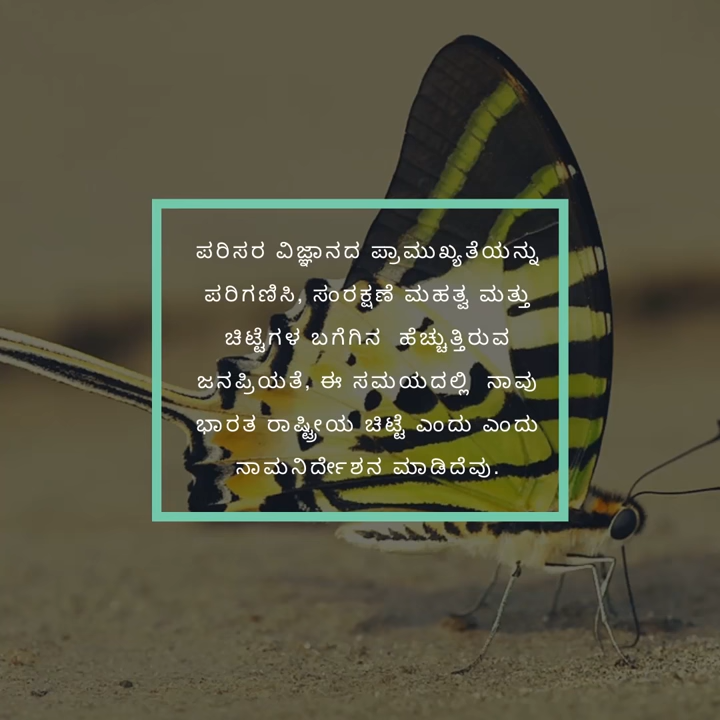 ಪರಿಸರ ವಿಜ್ಞಾನದ ಪ್ರಾಮುಖ್ಯತೆಯನ್ನು
ಪರಿಗಣಿಸಿ, ಸಂರಕ್ಷಣೆ ಮಹತ್ವ ಮತ್ತು
ಚಿಟ್ಟೆಗಳ ಬಗೆಗಿನ ಹೆಚ್ಚುತ್ತಿರುವ
ಜನಪ್ರಿಯತೆ, ಈ ಸಮಯದಲ್ಲಿ ನಾವು
ಭಾರತ ರಾಷ್ಟ್ರೀಯ ಚಿಟ್ಟೆ ಎಂದು ಎಂದು
ನಾಮನಿರ್ದೇಶನ ಮಾಡಿದೆವು.